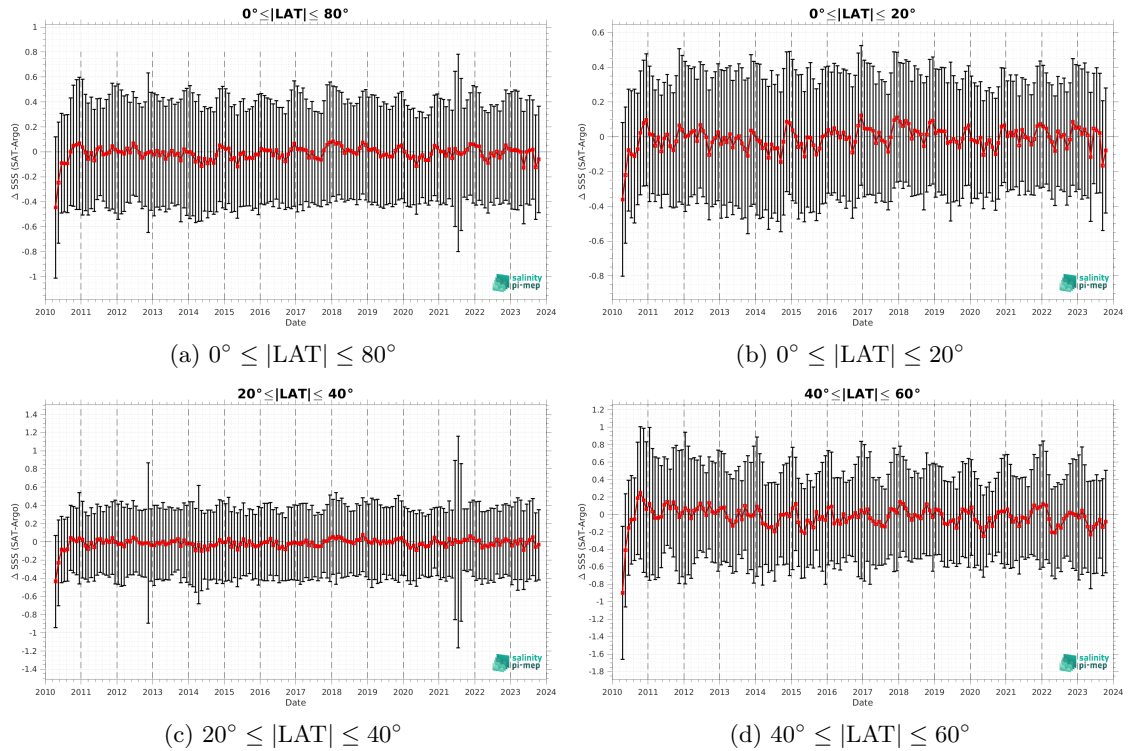 0°≤|LAT|≤ 80°
Δ SSS (SAT-Argo)
1
0.8
0.6
0.4
0.2
0
-0.2
-0.4
-0.6
-0.8
-1
salinity
pi-mep
2010 2011 2012 2013 2014 2015 2016 2017 2018 2019 2020 2021 2022 2023 2024
Date
(a) 0° ≤ |LAT| ≤ 80°
0°≤|LAT|≤ 20°
Δ SSS (SAT-Argo)
0.6
0.4
0.2
0
-0.2
-0.4
-0.6
-0.8
salinity
pi-mep
2010 2011 2012 2013 2014 2015 2016 2017 2018 2019 2020 2021 2022 2023 2024
Date
(b) 0° ≤ |LAT| ≤ 20°
20°≤|LAT|≤ 40°
Δ SSS (SAT-Argo)
1.4
1.2
1
0.8
0.6
0.4
0.2
0
-0.2
-0.4
-0.6
-0.8
-1
-1.2
-1.4
salinity
pi-mep
2010 2011 2012 2013 2014 2015 2016 2017 2018 2019 2020 2021 2022 2023 2024
Date
(c) 20° ≤ |LAT| ≤ 40°
40°≤|LAT|≤ 60°
Δ SSS (SAT-Argo)
1.2
1
0.8
0.6
0.4
0.2
0
-0.2
-0.4
-0.6
-0.8
-1
-1.2
-1.4
-1.6
-1.8
salinity
pi-mep
2010 2011 2012 2013 2014 2015 2016 2017 2018 2019 2020 2021 2022 2023 2024
Date
(d) 40° ≤ |LAT| ≤ 60°